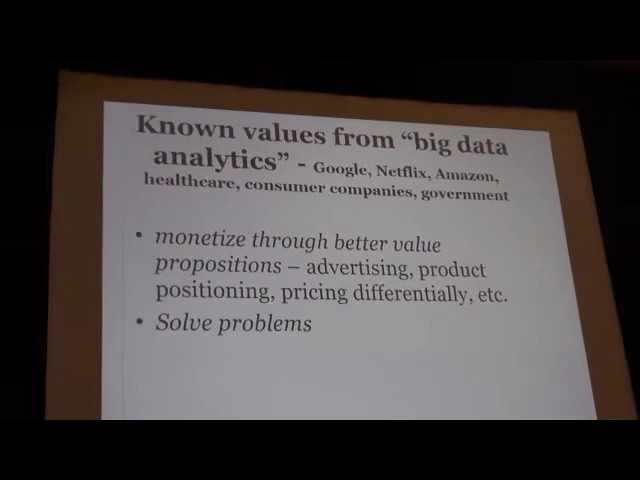 Known values from “big data
analytics” - Google, Netflix, Amazon,
healthcare, consumer companies, government
• monetize through better value
propositions – advertising, product
positioning, pricing differentially, etc.
• Solve problems